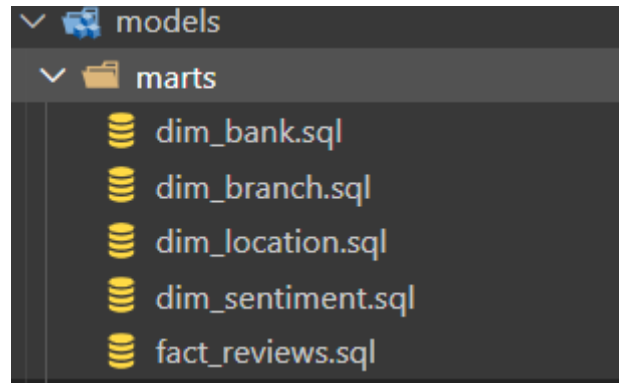 models
marts
dim_bank.sql
dim_branch.sql
dim_location.sql
dim_sentiment.sql
fact_reviews.sql